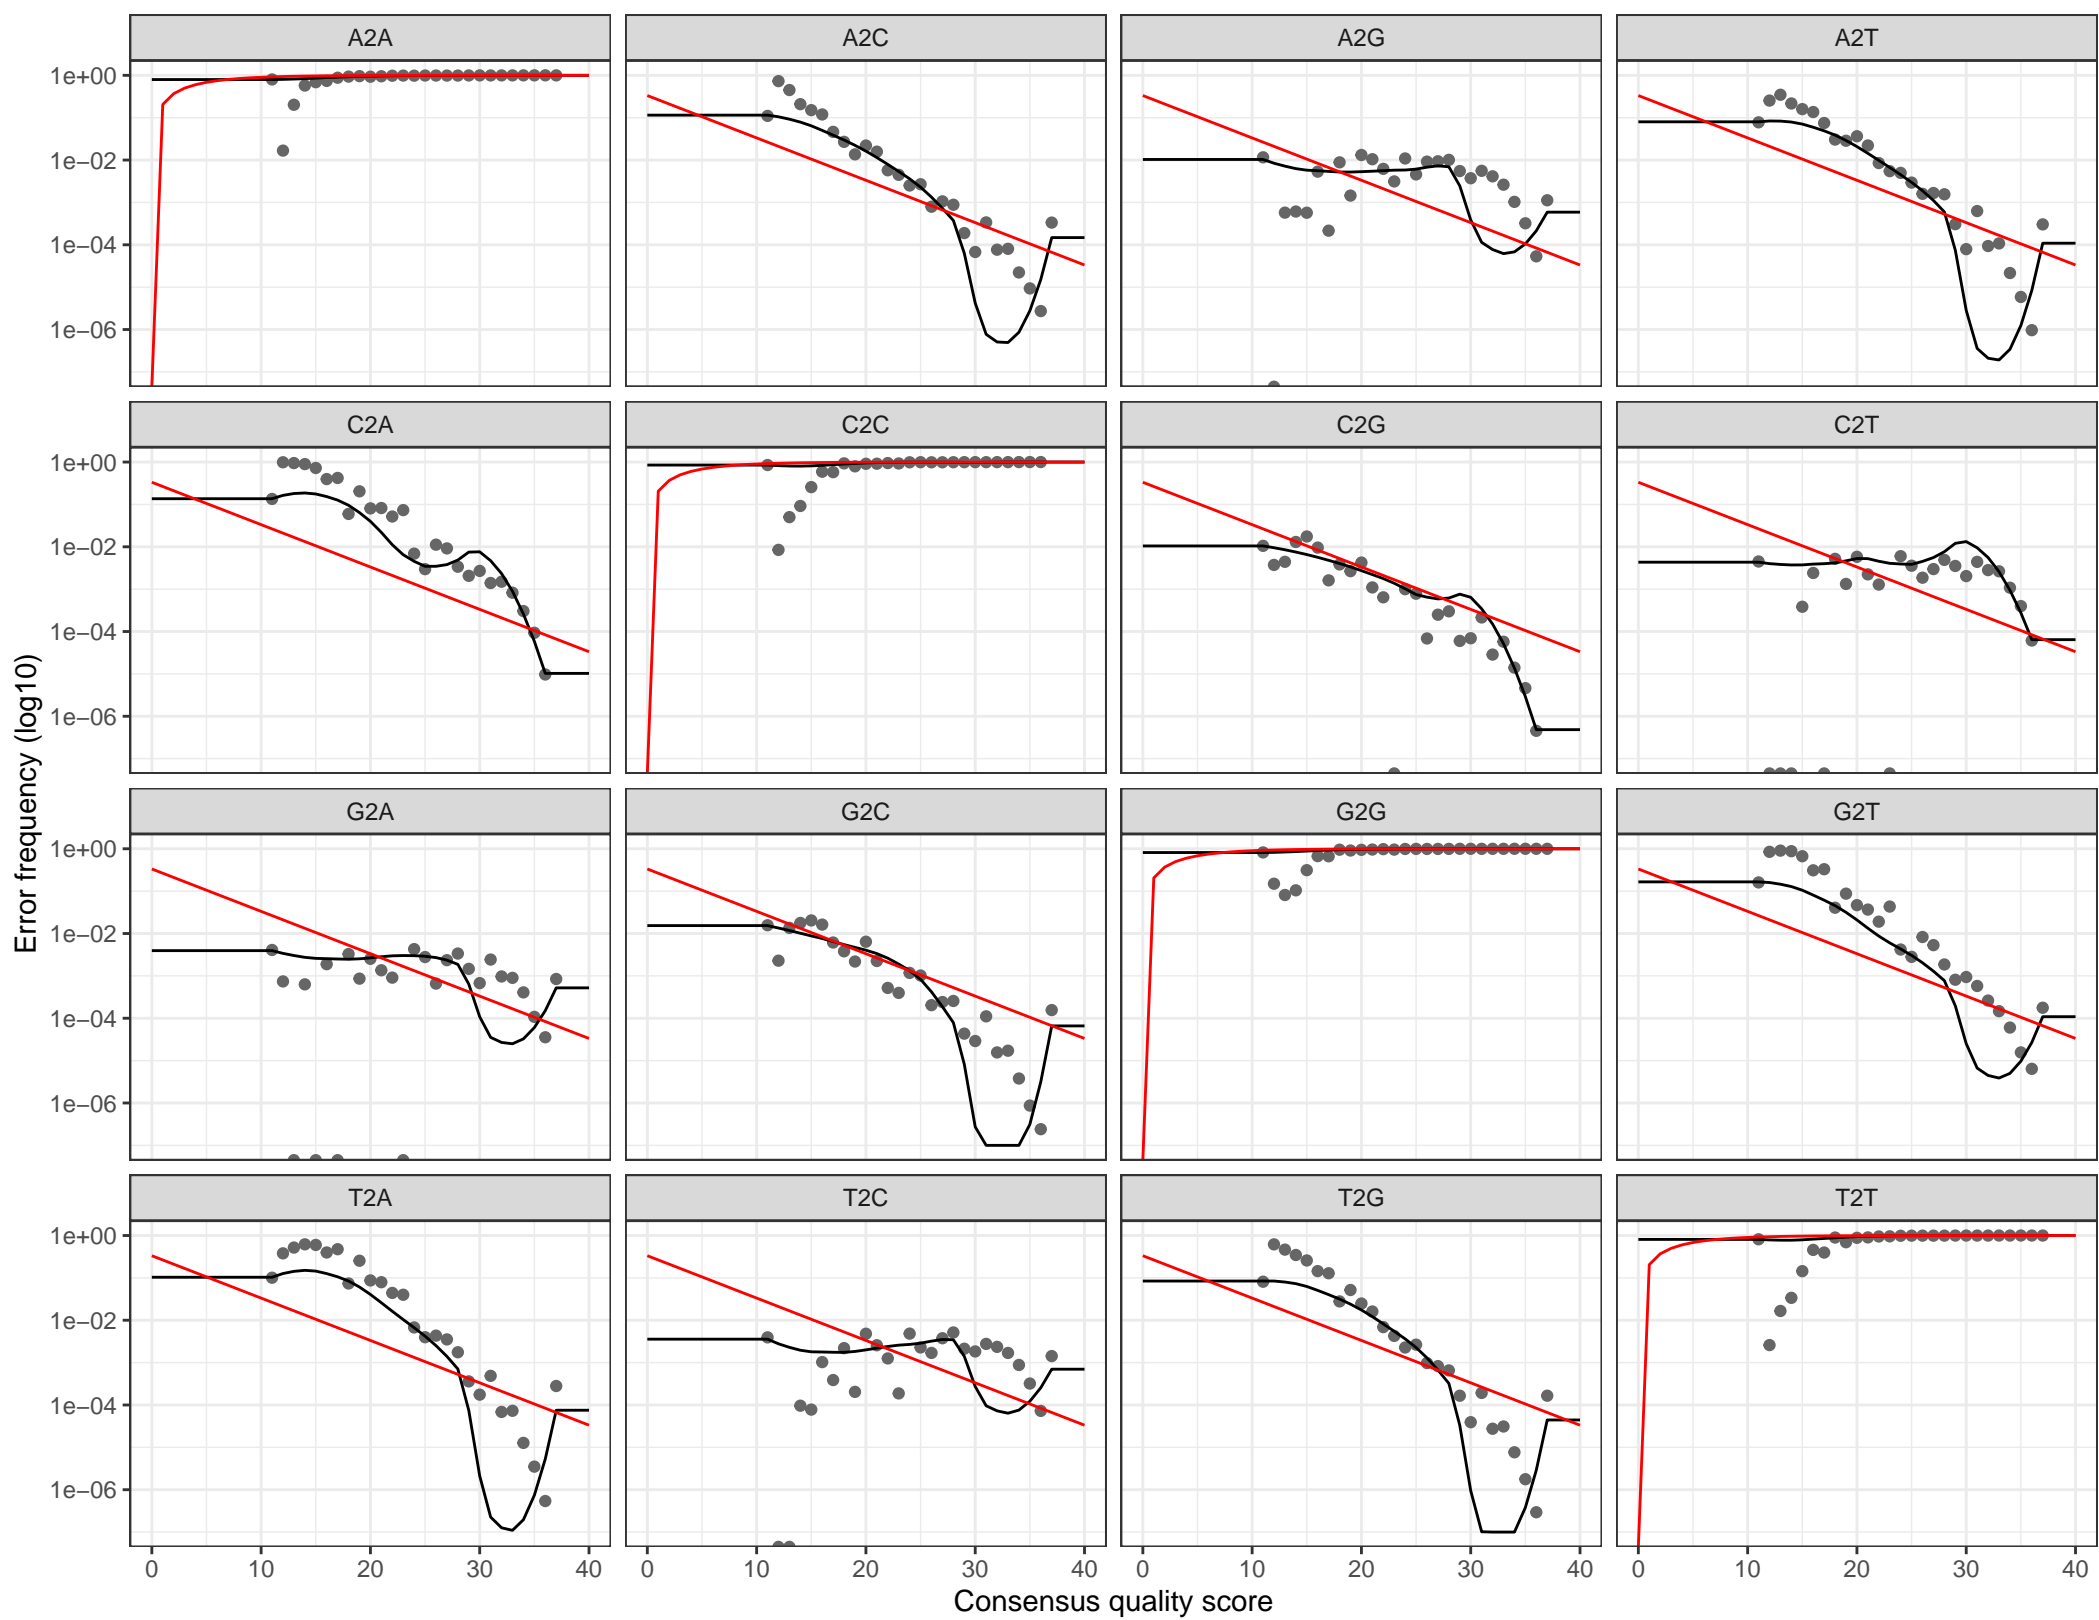 A2A A2C A2G A2T
1e+00
1e−02
1e−04
1e−06
C2A C2C C2G C2T
1e+00
1e−02
1e−04
1e−06
G2A G2C G2G G2T
1e+00
1e−02
1e−04
1e−06
T2A T2C T2G T2T
1e+00
1e−02
1e−04
1e−06
0 10 20 30 40 0 10 20 30 40 0 10 20 30 40 0 10 20 30 40
Consensus quality score
Error frequency (log10)